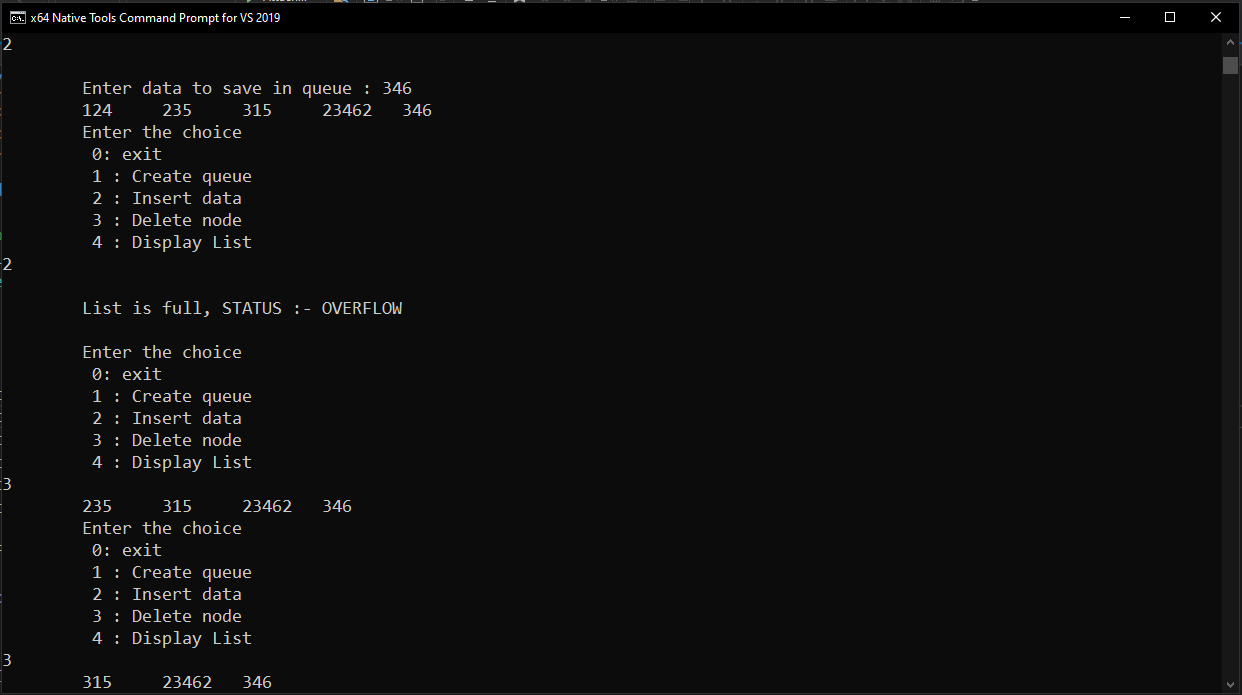 x64 Native Tools Command Prompt for VS 2019
2
Enter data to save in queue : 346
124 235 315 23462 346
Enter the choice
0: exit
1 : Create queue
2 : Insert data
3 : Delete node
4 : Display List
2
List is full, STATUS :- OVERFLOW
Enter the choice
0: exit
1 : Create queue
2 : Insert data
3 : Delete node
4 : Display List
3
235 315 23462 346
Enter the choice
0: exit
1 : Create queue
2 : Insert data
3 : Delete node
4 : Display List
3
315 23462 346